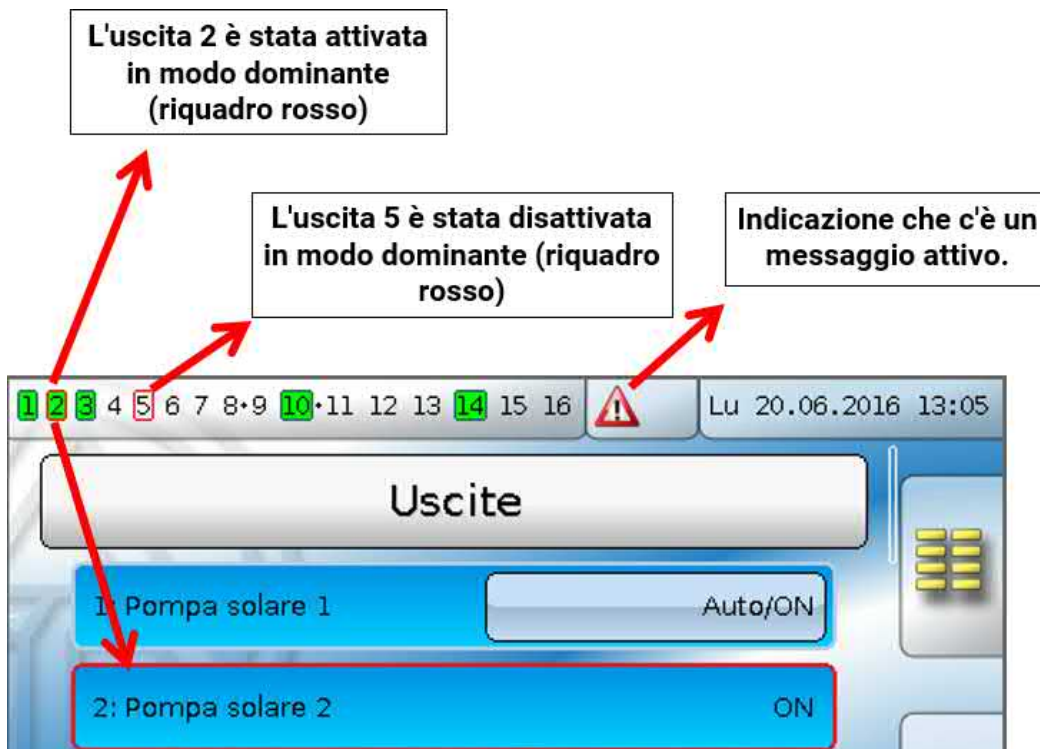 L'uscita 2 è stata attivata
in modo dominante
(riquadro rosso)
L'uscita 5 è stata disattivata
in modo dominante (riquadro
rosso)
Indicazione che c'è un
messaggio attivo.
1 2 3 4 5 6 7 8•9 10•11 12 13 14 15 16 Lu 20.06.2016 13:05
Uscite
1: Pompa solare 1 Auto/ON
2: Pompa solare 2 ON